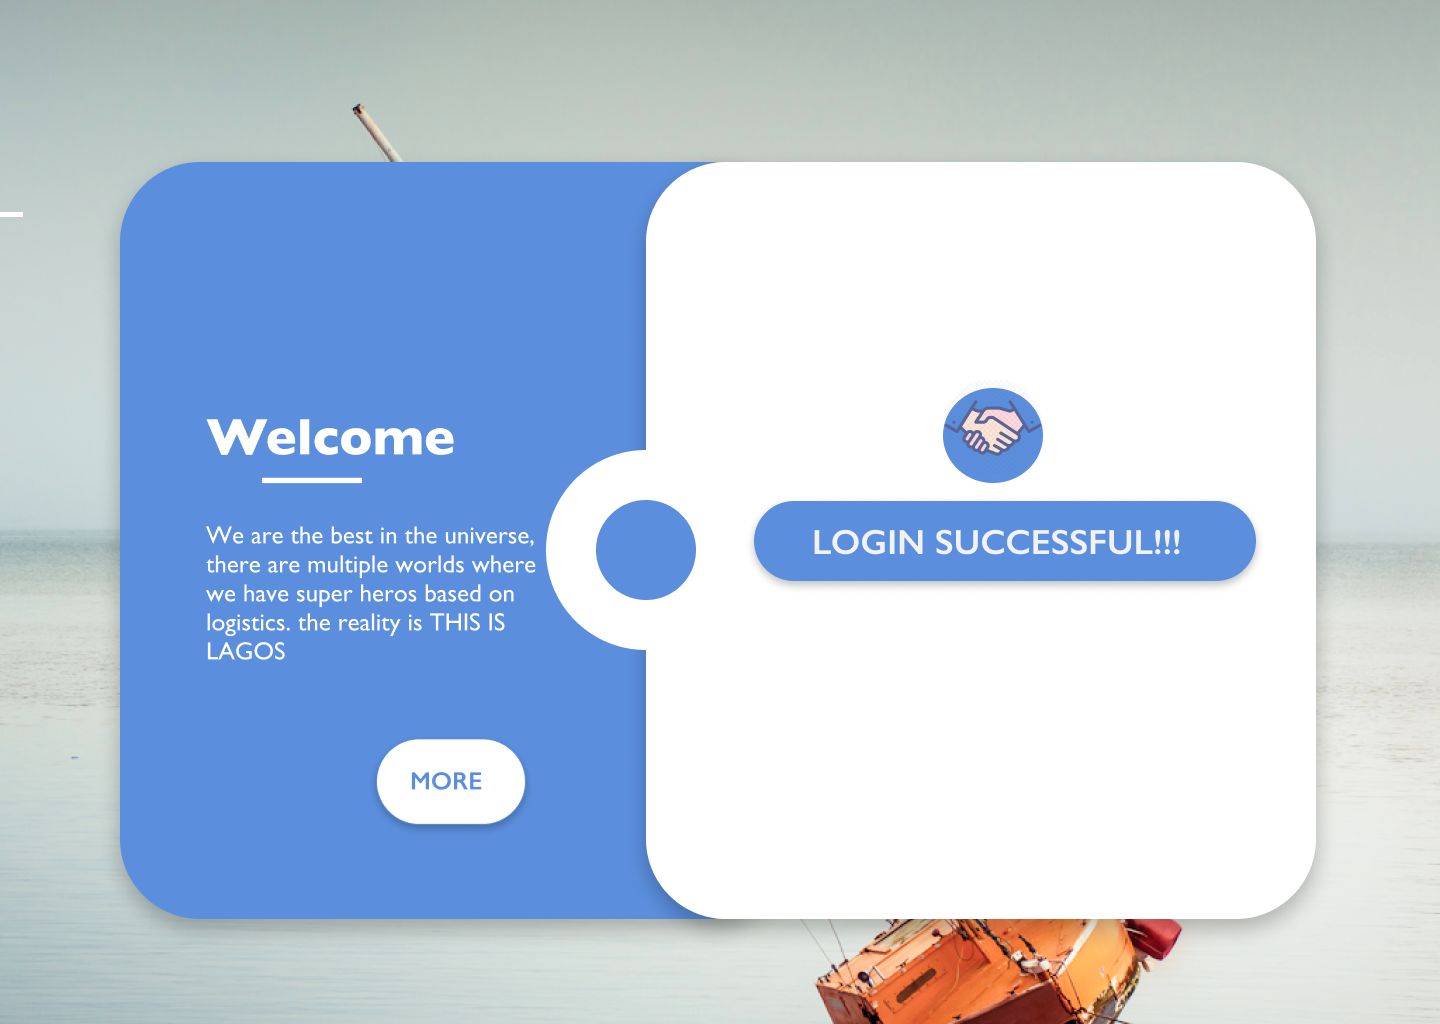 Welcome
We are the best in the universe,
there are multiple worlds where
we have super heros based on
logistics. the reality is THIS IS
LAGOS
MORE
LOGIN SUCCESSFUL!!!